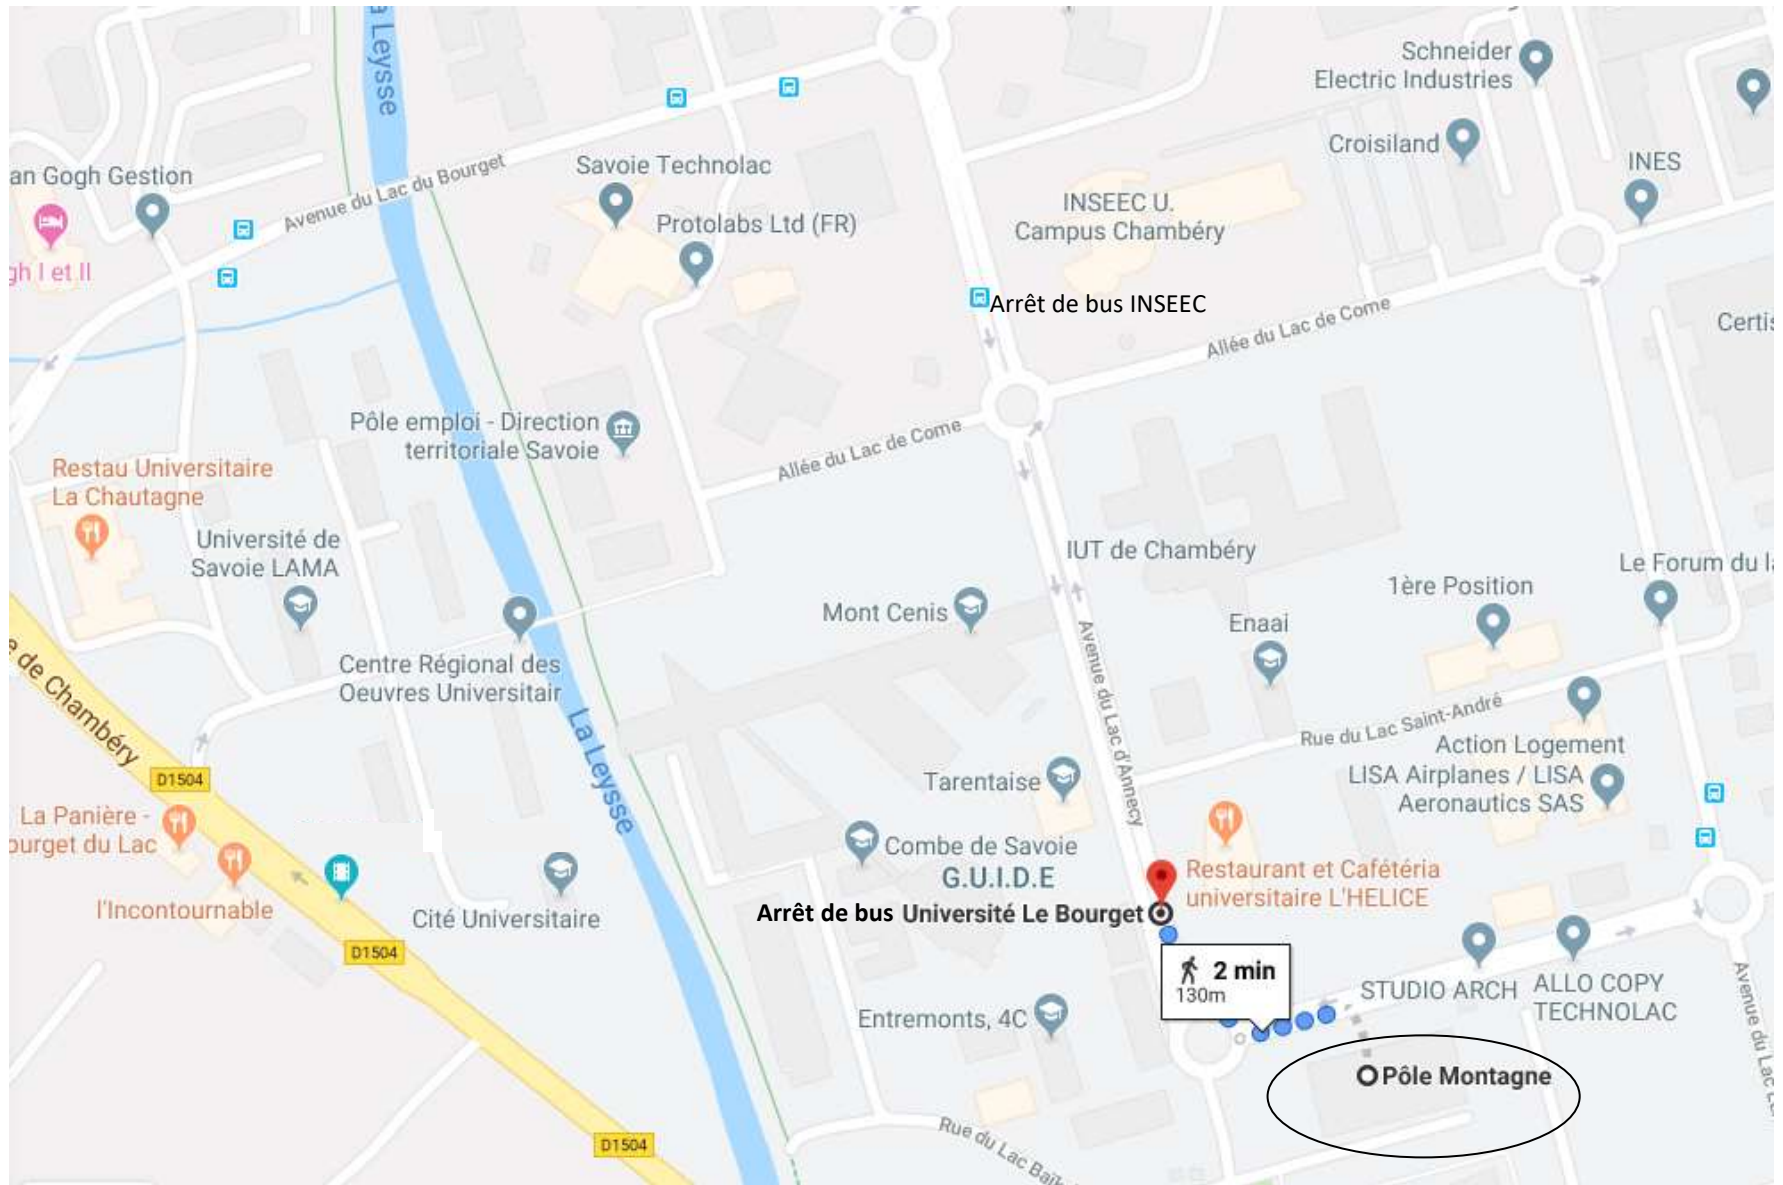 La Leysse
Schneider
Electric Industries
Croisiland
INES
an Gogh Gestion
gh I et II
Avenue du Lac du Bourget
Savoie Technolac
Protolabs Ltd (FR)
INSEEC U.
Campus Chambéry
Arrêt de bus INSEEC
Allée du Lac de Come
Certis
Pôle emploi - Direction
territoriale Savoie
Allée du Lac de Come
Restau Universitaire
La Chautagne
Université de
Savoie LAMA
IUT de Chambéry
Mont Cenis
Enaai
1ère Position
Le Forum du la
Centre Régional des
Oeuvres Universitair
e de Chambéry
D1504
La Leysse
Avenue du Lac d'Annecy
Rue du Lac Saint-André
Action Logement
LISA Airplanes / LISA
Aeronautics SAS
Tarentaise
La Panière -
ourget du Lac
l'Incontournable
Cité Universitaire
Combe de Savoie
G.U.I.D.E
Arrêt de bus Université Le Bourget
Restaurant et Cafétéria
universitaire L'HELICE
D1504
2 min
130m
STUDIO ARCH
ALLO COPY
TECHNOLAC
Entremonts, 4C
Pôle Montagne
Avenue du Lac L
D1504
Rue du Lac Baïk